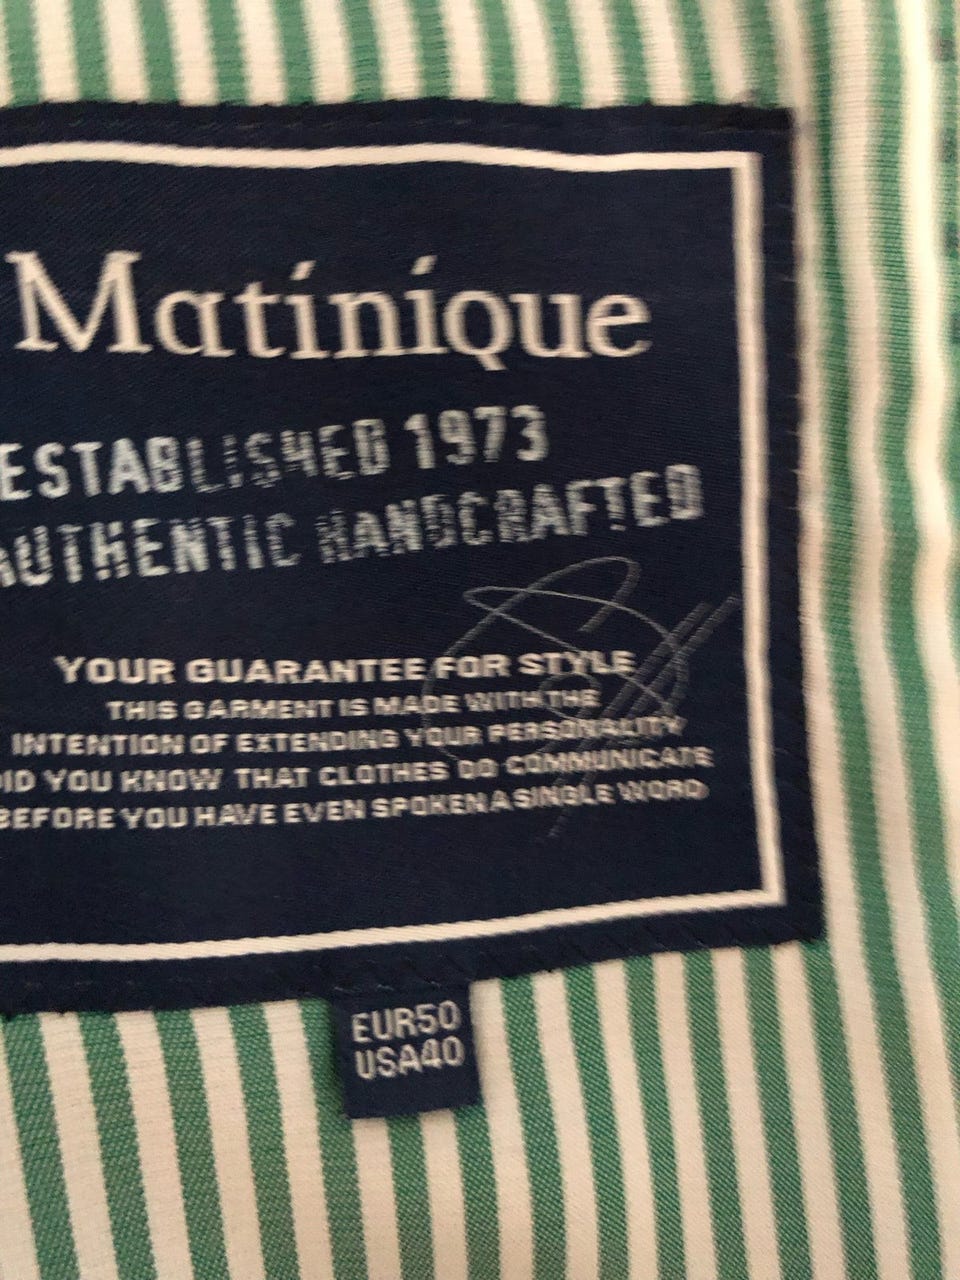 Matinique
ESTABLISHED 1973
AUTHENTIC HANDCRAFTED
YOUR GUARANTEE FOR STYLE
THIS GARMENT IS MADE WITH THE
INTENTION OF EXTENDING YOUR PERSONALITY
DID YOU KNOW THAT CLOTHES DO COMMUNICATE
BEFORE YOU HAVE EVEN SPOKEN A SINGLE WORD
EUR50
USA40